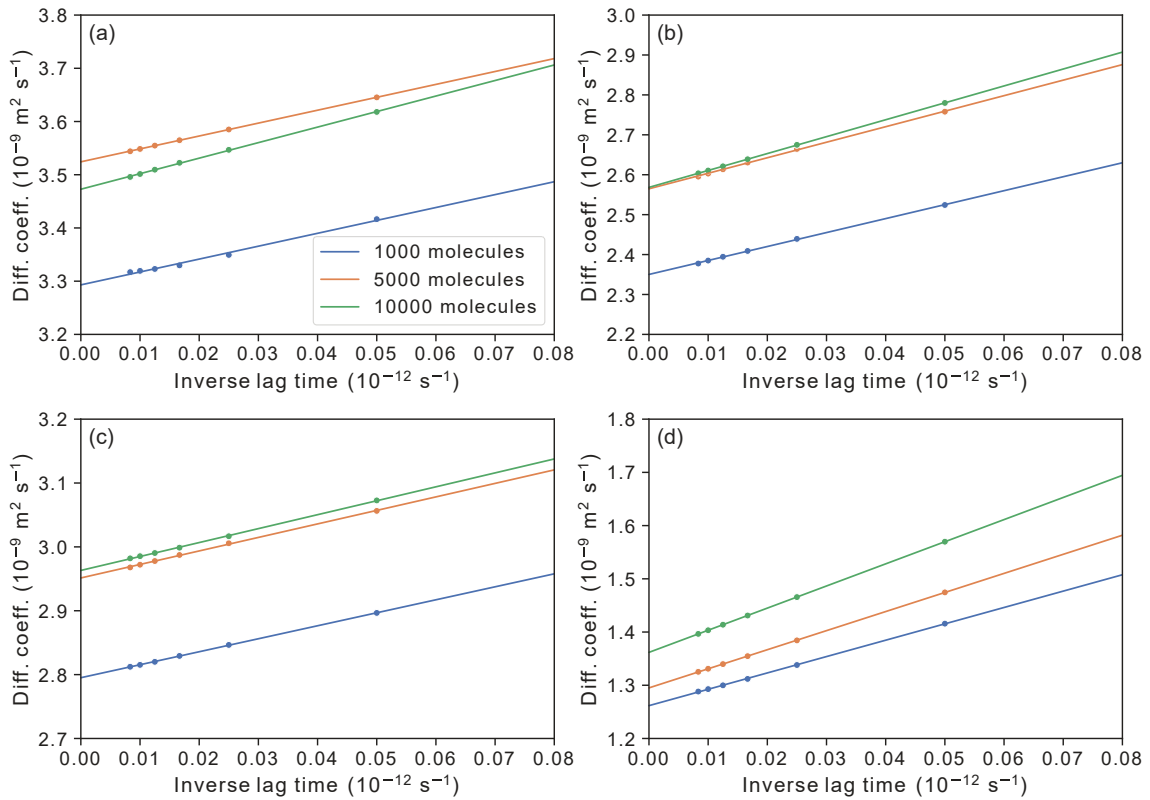 (a)
3.8
3.7
3.6
3.5
3.4
3.3
3.2
Diff. coeff. (10⁻⁹ m² s⁻¹)
1000 molecules
5000 molecules
10000 molecules
0.00 0.01 0.02 0.03 0.04 0.05 0.06 0.07 0.08
Inverse lag time (10⁻¹² s⁻¹)
(b)
3.0
2.9
2.8
2.7
2.6
2.5
2.4
2.3
2.2
Diff. coeff. (10⁻⁹ m² s⁻¹)
0.00 0.01 0.02 0.03 0.04 0.05 0.06 0.07 0.08
Inverse lag time (10⁻¹² s⁻¹)
(c)
3.2
3.1
3.0
2.9
2.8
2.7
Diff. coeff. (10⁻⁹ m² s⁻¹)
0.00 0.01 0.02 0.03 0.04 0.05 0.06 0.07 0.08
Inverse lag time (10⁻¹² s⁻¹)
(d)
1.8
1.7
1.6
1.5
1.4
1.3
1.2
Diff. coeff. (10⁻⁹ m² s⁻¹)
0.00 0.01 0.02 0.03 0.04 0.05 0.06 0.07 0.08
Inverse lag time (10⁻¹² s⁻¹)